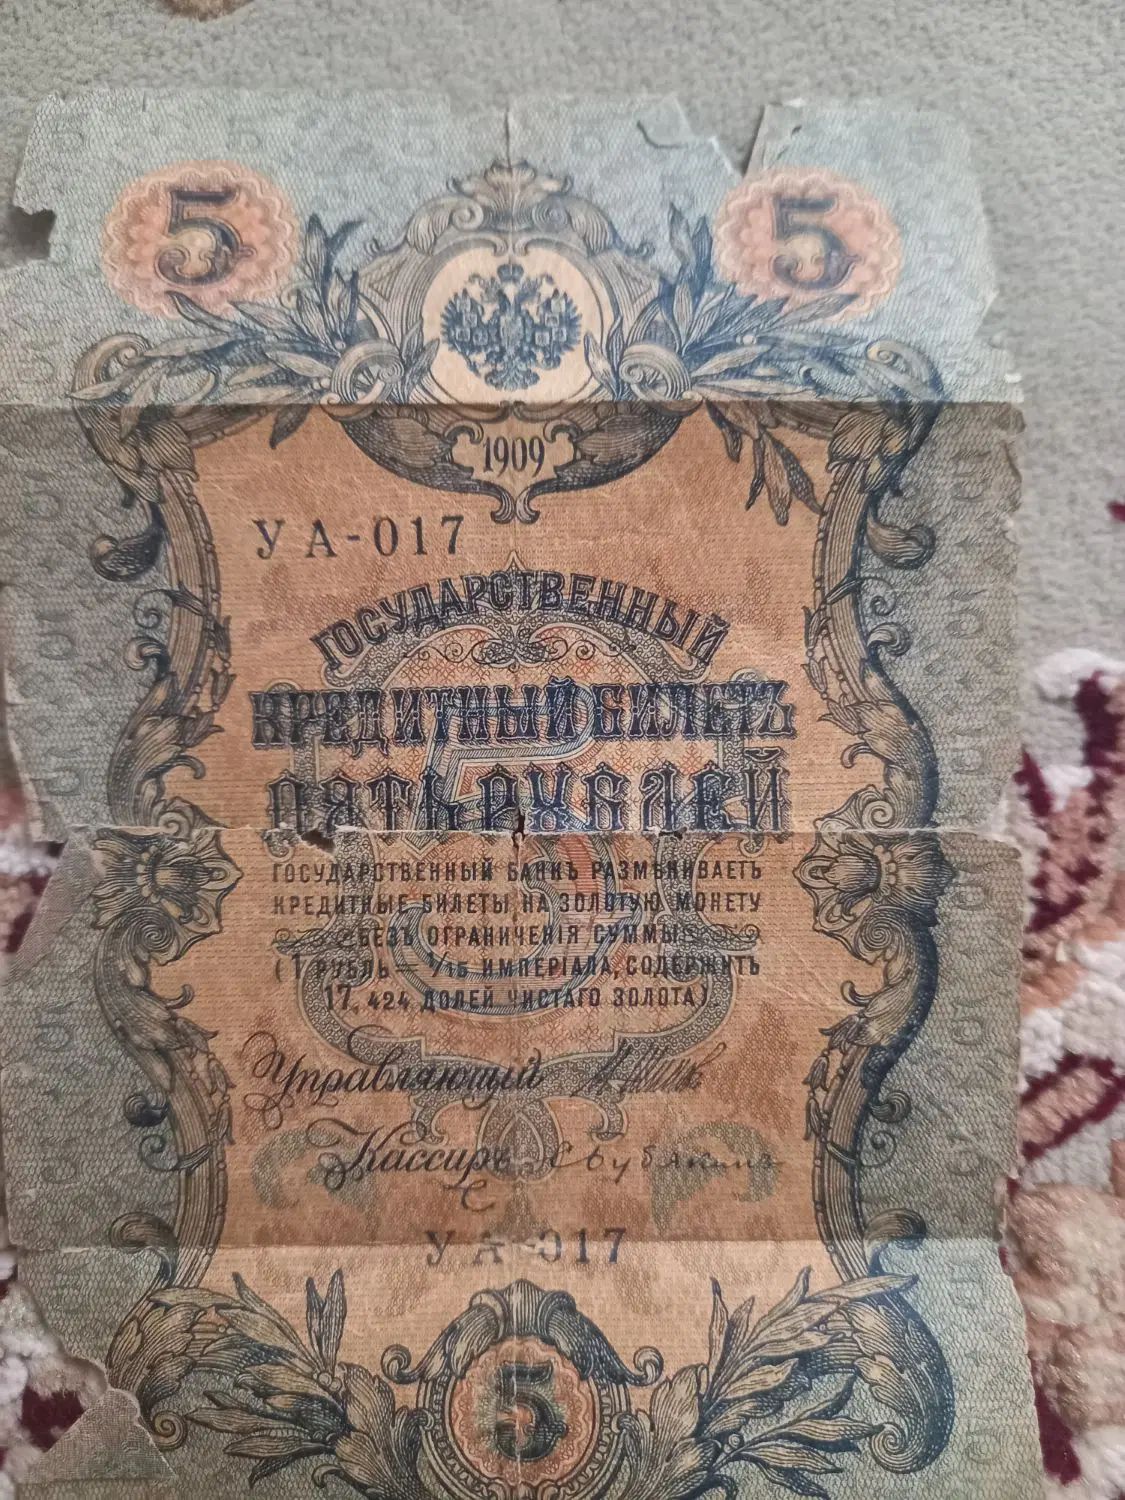 5 5
1909
УА-017
ГОСУДАРСТВЕННЫЙ
КРЕДИТНЫЙ БИЛЕТЪ
ПЯТЬ РУБЛЕЙ
ГОСУДАРСТВЕННЫЙ БАНКЪ РАЗМѢНИВАЕТЪ
КРЕДИТНЫЕ БИЛЕТЫ НА ЗОЛОТУЮ МОНЕТУ
БЕЗЪ ОГРАНИЧЕНІЯ СУММЫ
(1 РУБЛЬ = 1/15 ИМПЕРІАЛА, СОДЕРЖИТЪ
17,424 ДОЛЕЙ ЧИСТАГО ЗОЛОТА).
Управляющій
Кассиръ
УА-017
5